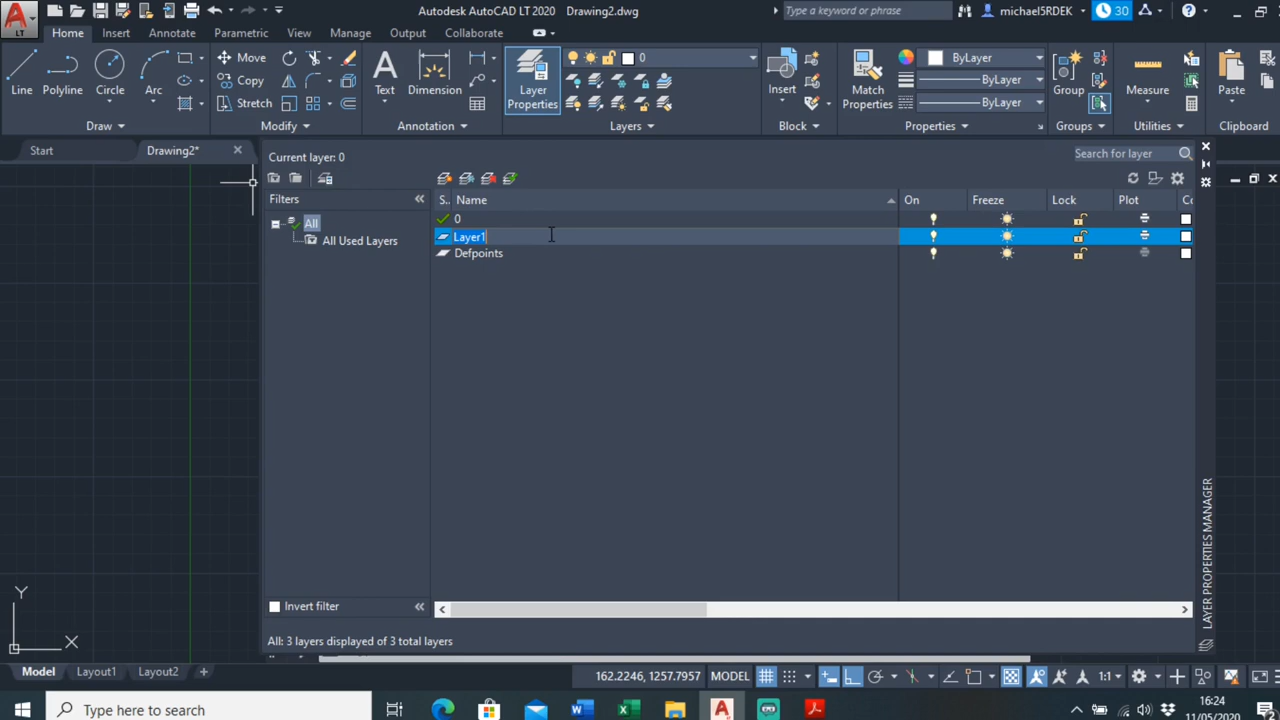 Autodesk AutoCAD LT 2020 Drawing2.dwg
Type a keyword or phrase
michael5RDEK
30
LT
Home Insert Annotate Parametric View Manage Output Collaborate
Line Polyline Circle Arc
Move Copy Stretch
Text Dimension
Layer Properties
0
Insert
Match Properties
ByLayer
ByLayer
ByLayer
Group
Measure
Paste
Draw Modify Annotation Layers Block Properties Groups Utilities Clipboard
Start Drawing2*
Current layer: 0
Search for layer
Filters
S.. Name On Freeze Lock Plot Cc
All
All Used Layers
0
Layer1
Defpoints
Invert filter
All: 3 layers displayed of 3 total layers
LAYER PROPERTIES MANAGER
Y
X
Model Layout1 Layout2 +
162.2246, 1257.7957 MODEL 1:1
Type here to search
16:24
11/05/2020